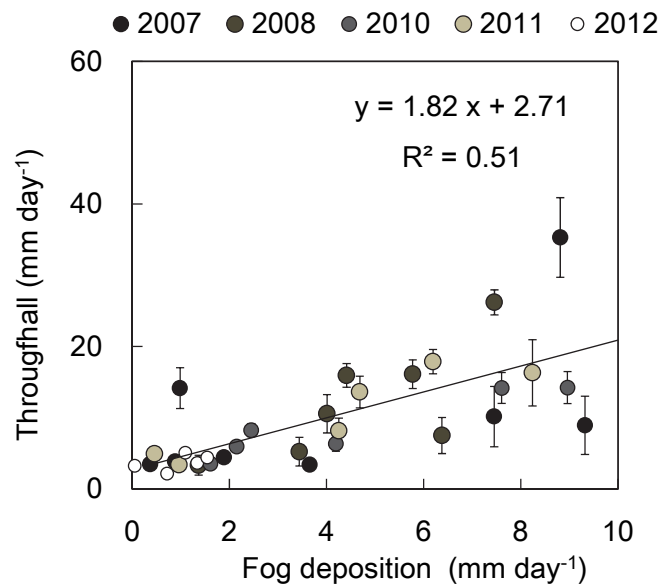 2007 2008 2010 2011 2012
60
y = 1.82 x + 2.71
R² = 0.51
40
20
0
Througfhall (mm day⁻¹)
0 2 4 6 8 10
Fog deposition (mm day⁻¹)